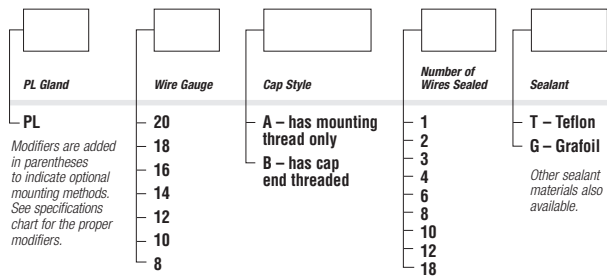 PL Gland
Wire Gauge
Cap Style
Number of
Wires Sealed
Sealant
PL
Modifiers are added
in parentheses
to indicate optional
mounting methods.
See specifications
chart for the proper
modifiers.
20
18
16
14
12
10
8
A – has mounting
thread only
B – has cap
end threaded
1
2
3
4
6
8
10
12
18
T – Teflon
G – Grafoil
Other sealant
materials also
available.